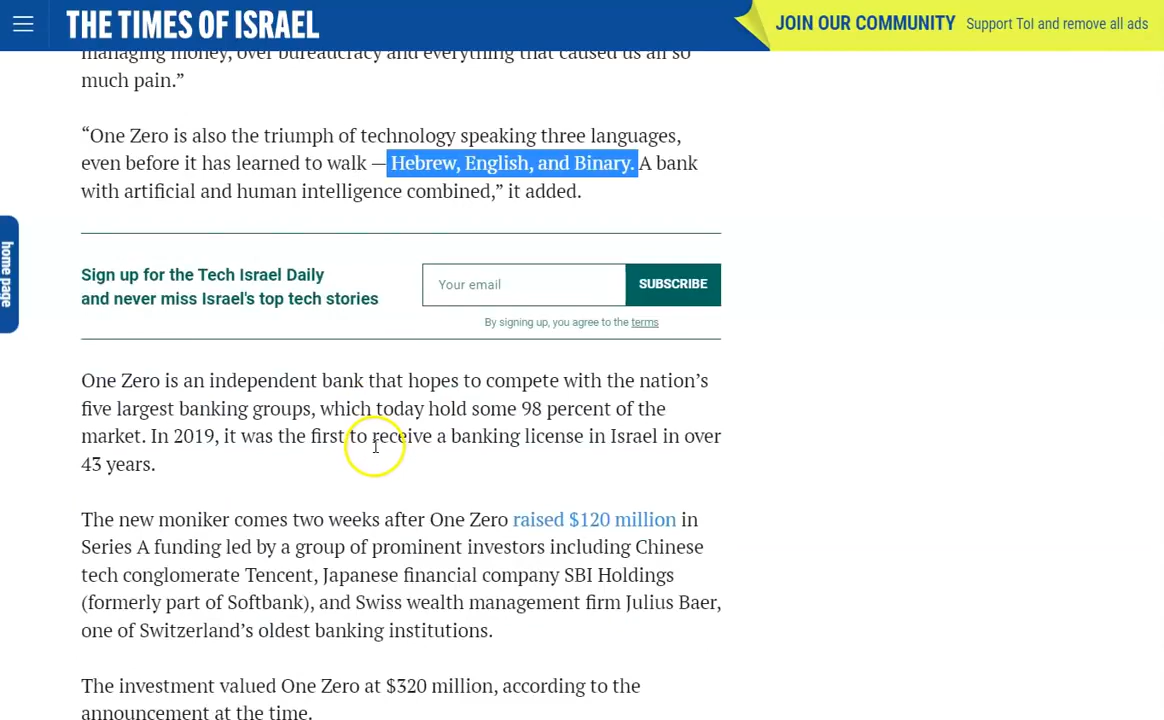 THE TIMES OF ISRAEL
JOIN OUR COMMUNITY Support ToI and remove all ads
managing money, over bureaucracy and everything that caused us all so
much pain.”
“One Zero is also the triumph of technology speaking three languages,
even before it has learned to walk — Hebrew, English, and Binary. A bank
with artificial and human intelligence combined,” it added.
home page
Sign up for the Tech Israel Daily
and never miss Israel's top tech stories
Your email
SUBSCRIBE
By signing up, you agree to the terms
One Zero is an independent bank that hopes to compete with the nation’s
five largest banking groups, which today hold some 98 percent of the
market. In 2019, it was the first to receive a banking license in Israel in over
43 years.
The new moniker comes two weeks after One Zero raised $120 million in
Series A funding led by a group of prominent investors including Chinese
tech conglomerate Tencent, Japanese financial company SBI Holdings
(formerly part of Softbank), and Swiss wealth management firm Julius Baer,
one of Switzerland’s oldest banking institutions.
The investment valued One Zero at $320 million, according to the
announcement at the time.